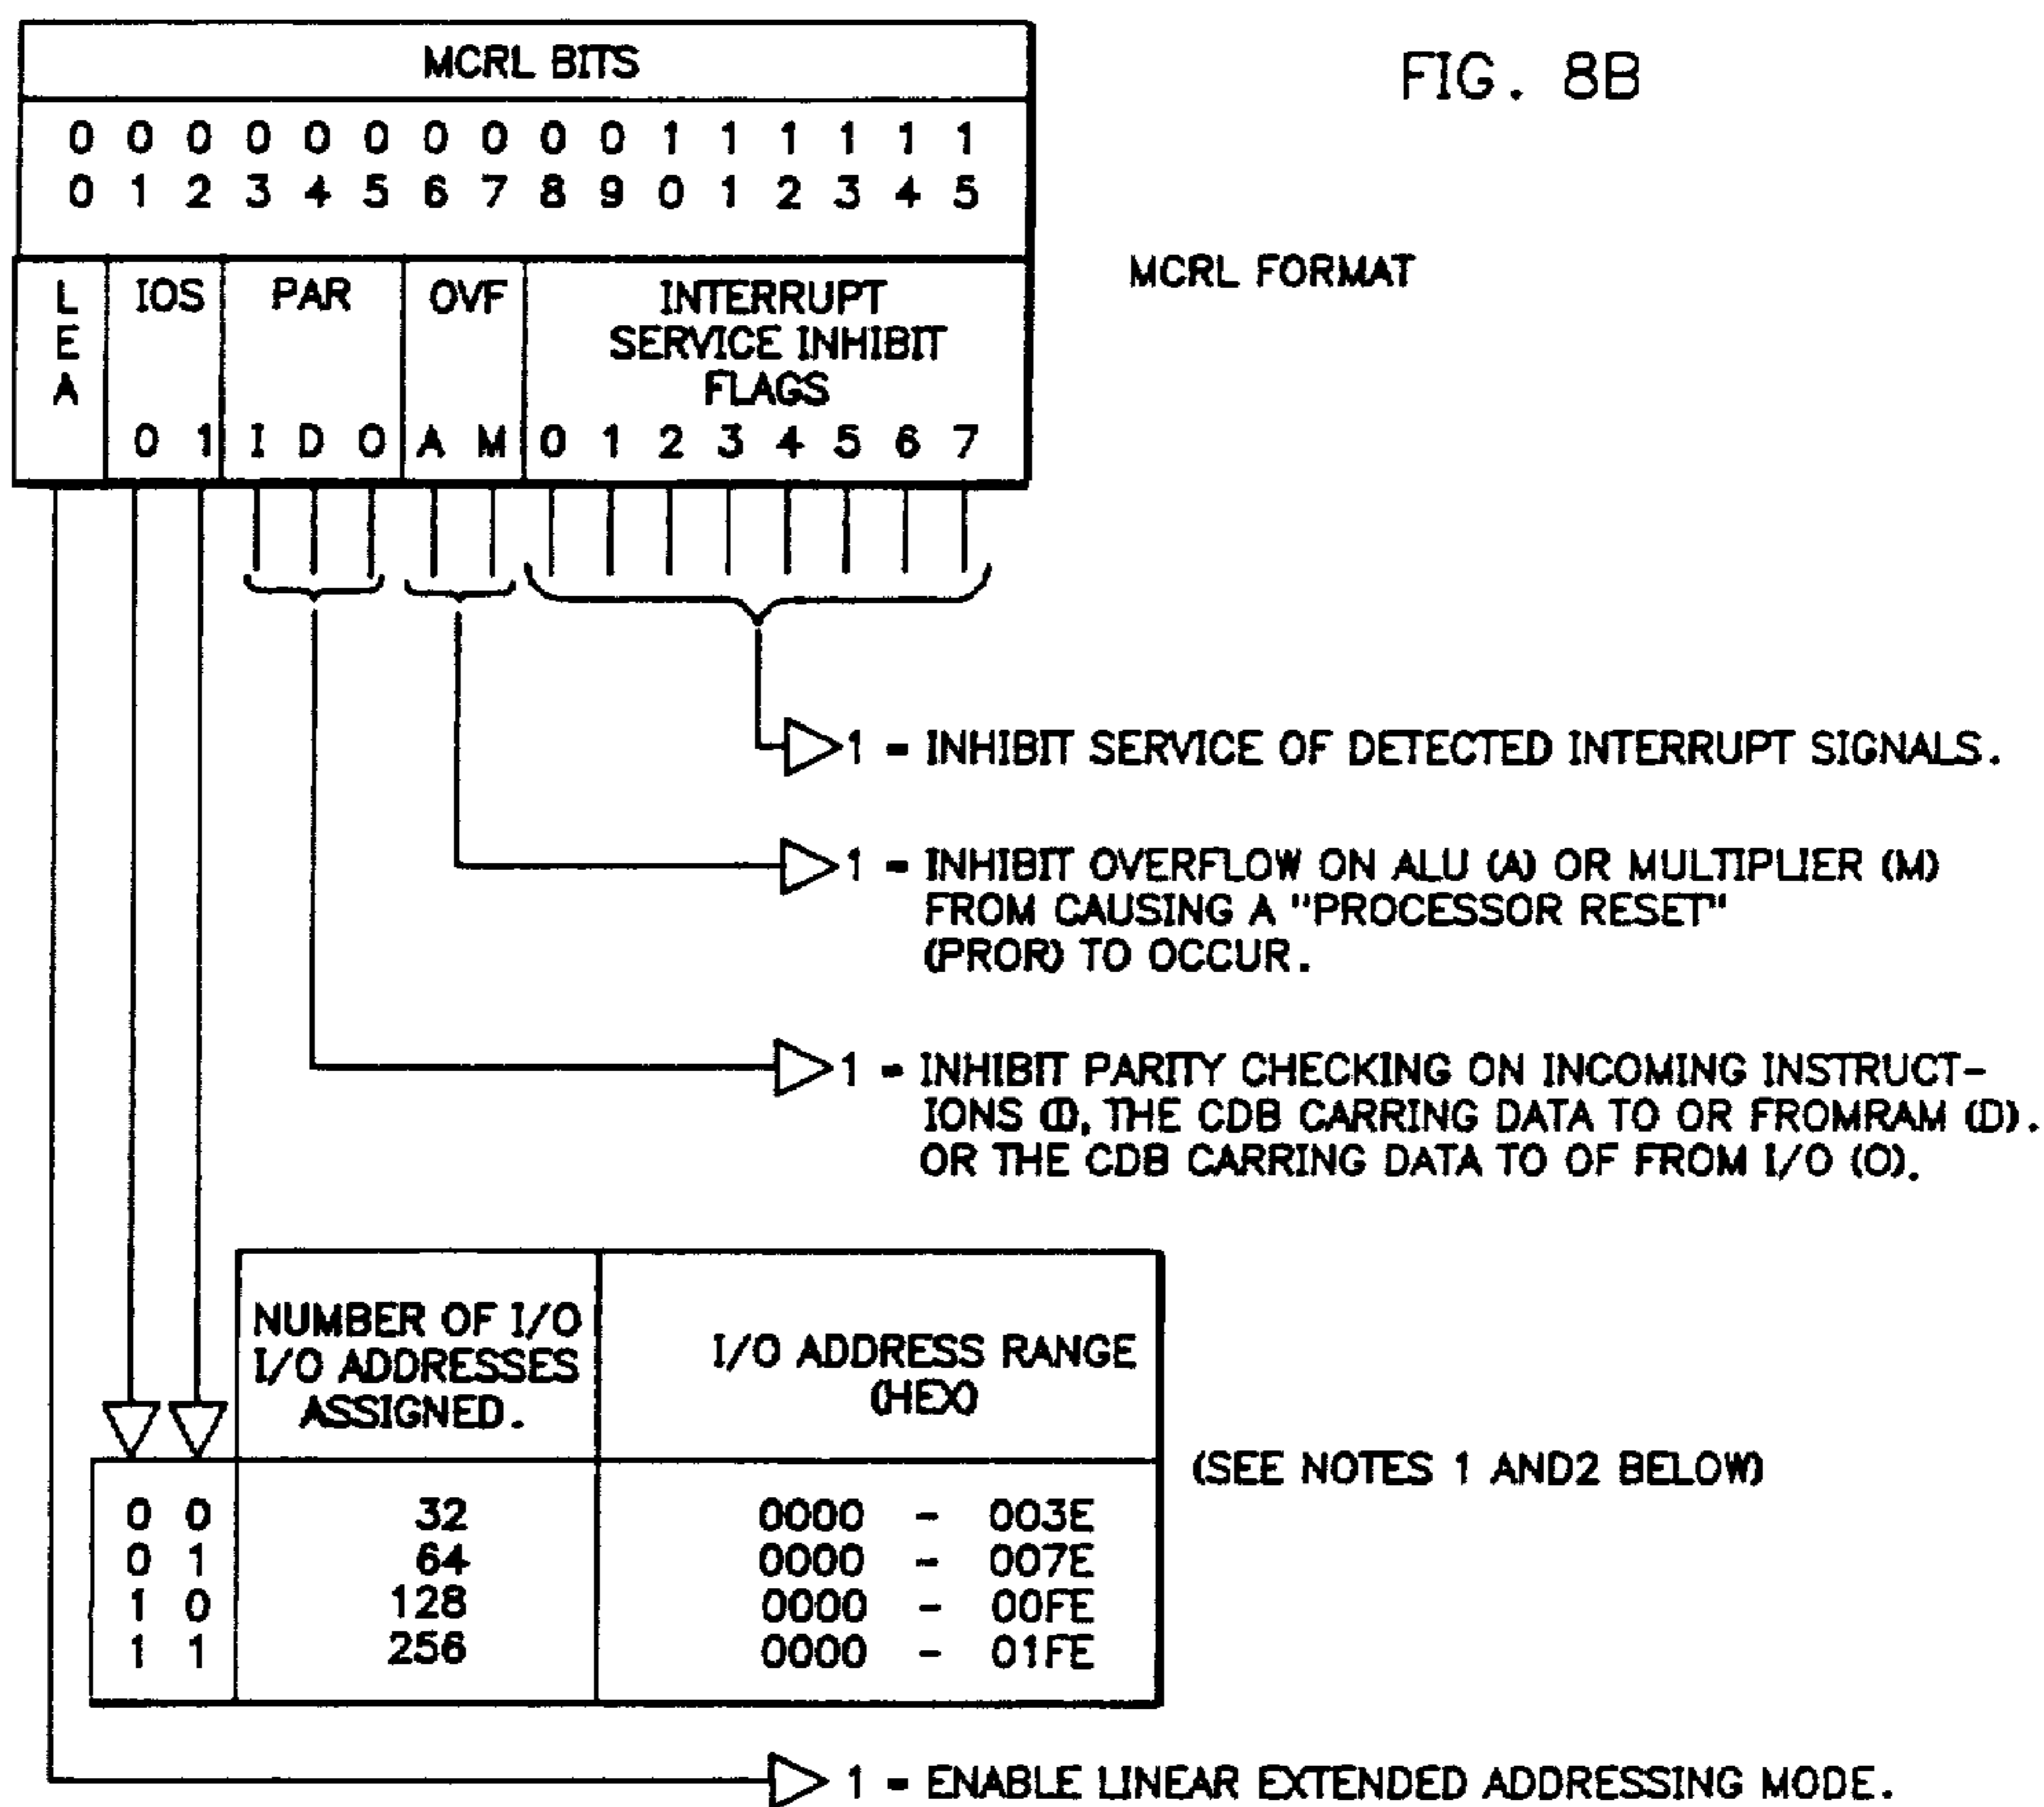 FIG. 8B
MCRL BITS
0 0 0 0 0 0 0 0 0 0 1 1 1 1 1 1
0 1 2 3 4 5 6 7 8 9 0 1 2 3 4 5
MCRL FORMAT
LEA
IOS
PAR
OVF
INTERRUPT
SERVICE INHIBIT
FLAGS
0 1 I D O A M 0 1 2 3 4 5 6 7
1 = INHIBIT SERVICE OF DETECTED INTERRUPT SIGNALS.
1 = INHIBIT OVERFLOW ON ALU (A) OR MULTIPLIER (M)
FROM CAUSING A "PROCESSOR RESET"
(PROR) TO OCCUR.
1 = INHIBIT PARITY CHECKING ON INCOMING INSTRUCT-
IONS (I), THE CDB CARRING DATA TO OR FROMRAM (D).
OR THE CDB CARRING DATA TO OF FROM I/O (O).
NUMBER OF I/O
I/O ADDRESSES
ASSIGNED.
I/O ADDRESS RANGE
(HEX)
(SEE NOTES 1 AND2 BELOW)
0 0 32 0000 - 003E
0 1 64 0000 - 007E
1 0 128 0000 - 00FE
1 1 256 0000 - 01FE
1 = ENABLE LINEAR EXTENDED ADDRESSING MODE.